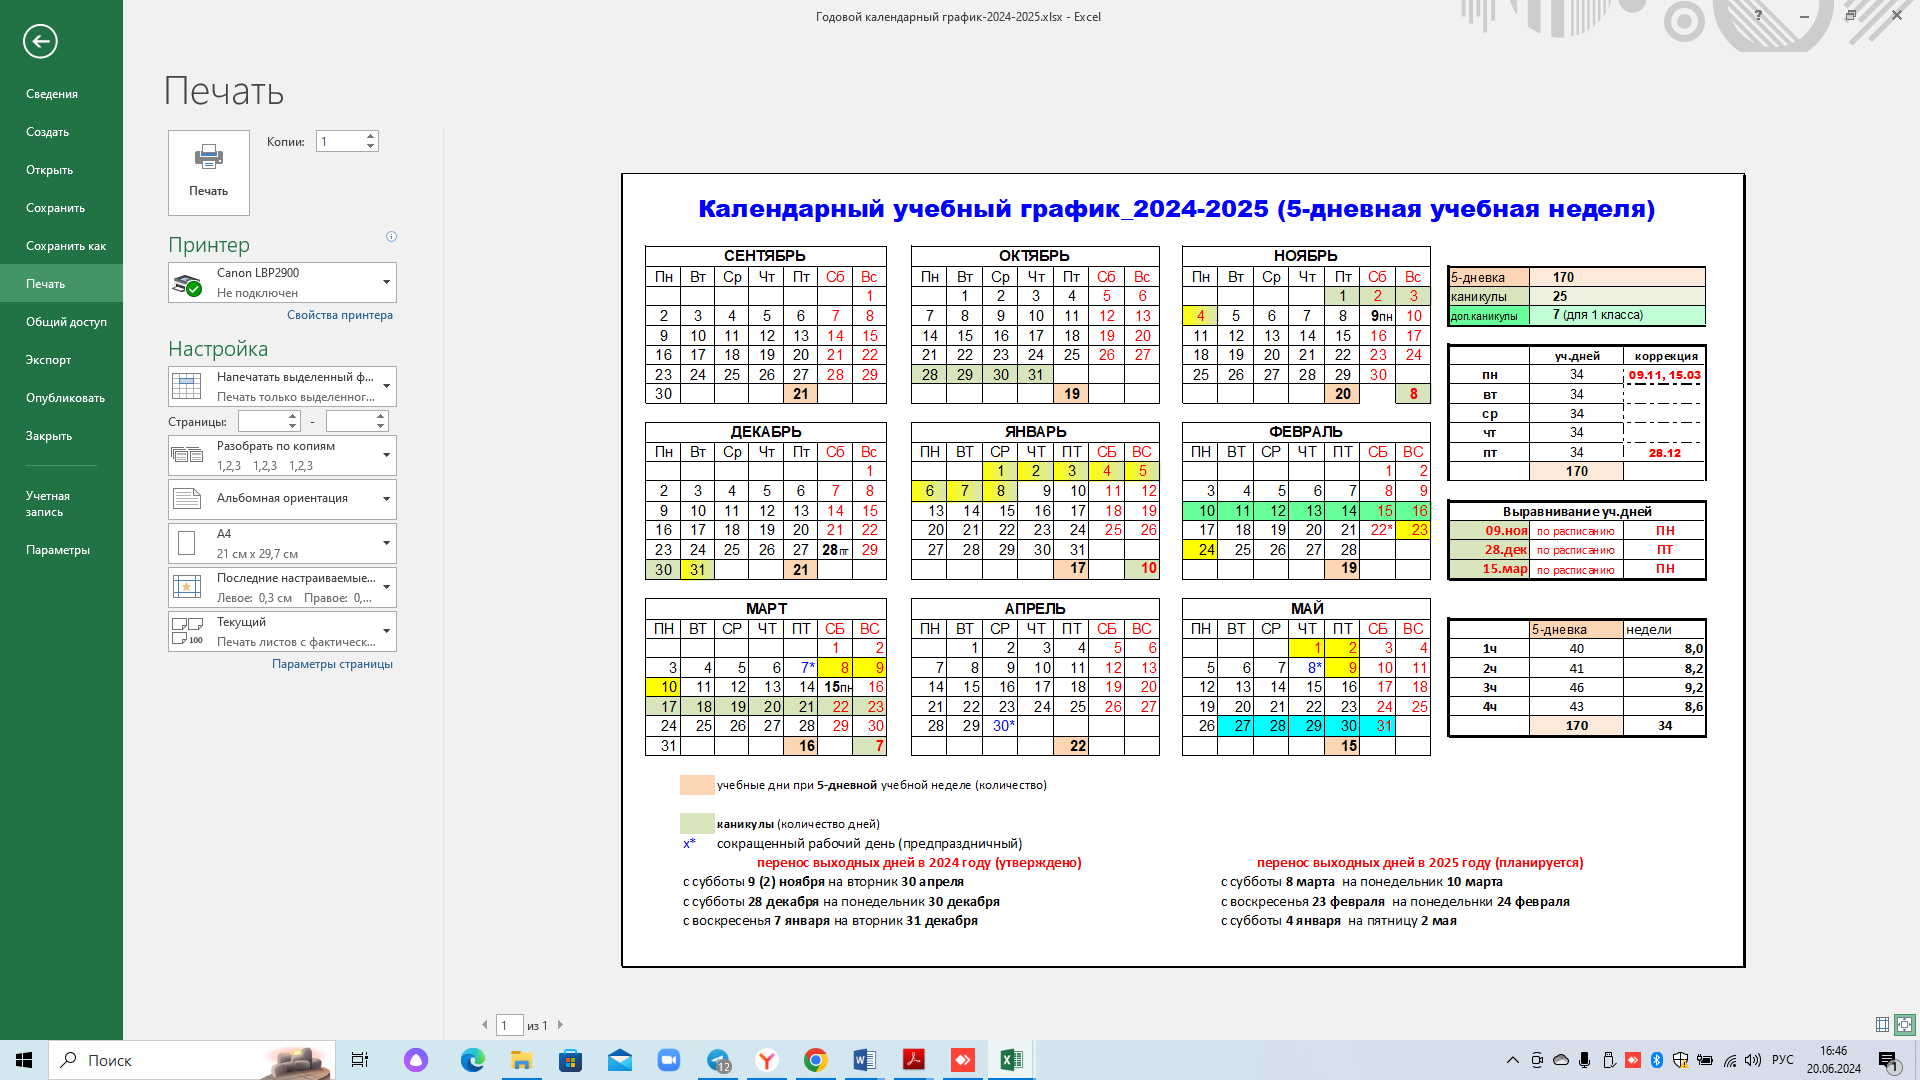 Годовой календарный график-2024-2025.xlsx - Excel
?
Сведения
Создать
Открыть
Сохранить
Сохранить как
Печать
Общий доступ
Экспорт
Опубликовать
Закрыть
Учетная запись
Параметры
Печать
Печать
Копии: 1
Принтер
Canon LBP2900
Не подключен
Свойства принтера
Настройка
Напечатать выделенный ф...
Печать только выделенног...
Страницы: -
Разобрать по копиям
1,2,3 1,2,3 1,2,3
Альбомная ориентация
A4
21 см x 29,7 см
Последние настраиваемые...
Левое: 0,3 см Правое: 0,...
Текущий
Печать листов с фактическ...
100
Параметры страницы
Календарный учебный график_2024-2025 (5-дневная учебная неделя)
СЕНТЯБРЬ
Пн Вт Ср Чт Пт Сб Вс
1
2 3 4 5 6 7 8
9 10 11 12 13 14 15
16 17 18 19 20 21 22
23 24 25 26 27 28 29
30 21
ОКТЯБРЬ
Пн Вт Ср Чт Пт Сб Вс
1 2 3 4 5 6
7 8 9 10 11 12 13
14 15 16 17 18 19 20
21 22 23 24 25 26 27
28 29 30 31
19
НОЯБРЬ
Пн Вт Ср Чт Пт Сб Вс
1 2 3
4 5 6 7 8 9пн 10
11 12 13 14 15 16 17
18 19 20 21 22 23 24
25 26 27 28 29 30
20 8
5-дневка 170
каникулы 25
доп.каникулы 7 (для 1 класса)
уч.дней коррекция
пн 34 09.11, 15.03
вт 34
ср 34
чт 34
пт 34 28.12
170
ДЕКАБРЬ
Пн Вт Ср Чт Пт Сб Вс
1
2 3 4 5 6 7 8
9 10 11 12 13 14 15
16 17 18 19 20 21 22
23 24 25 26 27 28пт 29
30 31 21
ЯНВАРЬ
ПН ВТ СР ЧТ ПТ СБ ВС
1 2 3 4 5
6 7 8 9 10 11 12
13 14 15 16 17 18 19
20 21 22 23 24 25 26
27 28 29 30 31
17 10
ФЕВРАЛЬ
ПН ВТ СР ЧТ ПТ СБ ВС
1 2
3 4 5 6 7 8 9
10 11 12 13 14 15 16
17 18 19 20 21 22* 23
24 25 26 27 28
19
Выравнивание уч.дней
09.ноя по расписанию ПН
28.дек по расписанию ПТ
15.мар по расписанию ПН
МАРТ
ПН ВТ СР ЧТ ПТ СБ ВС
1 2
3 4 5 6 7* 8 9
10 11 12 13 14 15пн 16
17 18 19 20 21 22 23
24 25 26 27 28 29 30
31 16 7
АПРЕЛЬ
ПН ВТ СР ЧТ ПТ СБ ВС
1 2 3 4 5 6
7 8 9 10 11 12 13
14 15 16 17 18 19 20
21 22 23 24 25 26 27
28 29 30*
22
МАЙ
ПН ВТ СР ЧТ ПТ СБ ВС
1 2 3 4
5 6 7 8* 9 10 11
12 13 14 15 16 17 18
19 20 21 22 23 24 25
26 27 28 29 30 31
15
5-дневка недели
1ч 40 8,0
2ч 41 8,2
3ч 46 9,2
4ч 43 8,6
170 34
учебные дни при 5-дневной учебной неделе (количество)
каникулы (количество дней)
х* сокращенный рабочий день (предпраздничный)
перенос выходных дней в 2024 году (утверждено)
с субботы 9 (2) ноября на вторник 30 апреля
с субботы 28 декабря на понедельник 30 декабря
с воскресенья 7 января на вторник 31 декабря
перенос выходных дней в 2025 году (планируется)
с субботы 8 марта на понедельник 10 марта
с воскресенья 23 февраля на понедельнки 24 февраля
с субботы 4 января на пятницу 2 мая
1 из 1
Поиск
12
РУС
16:46
20.06.2024
1